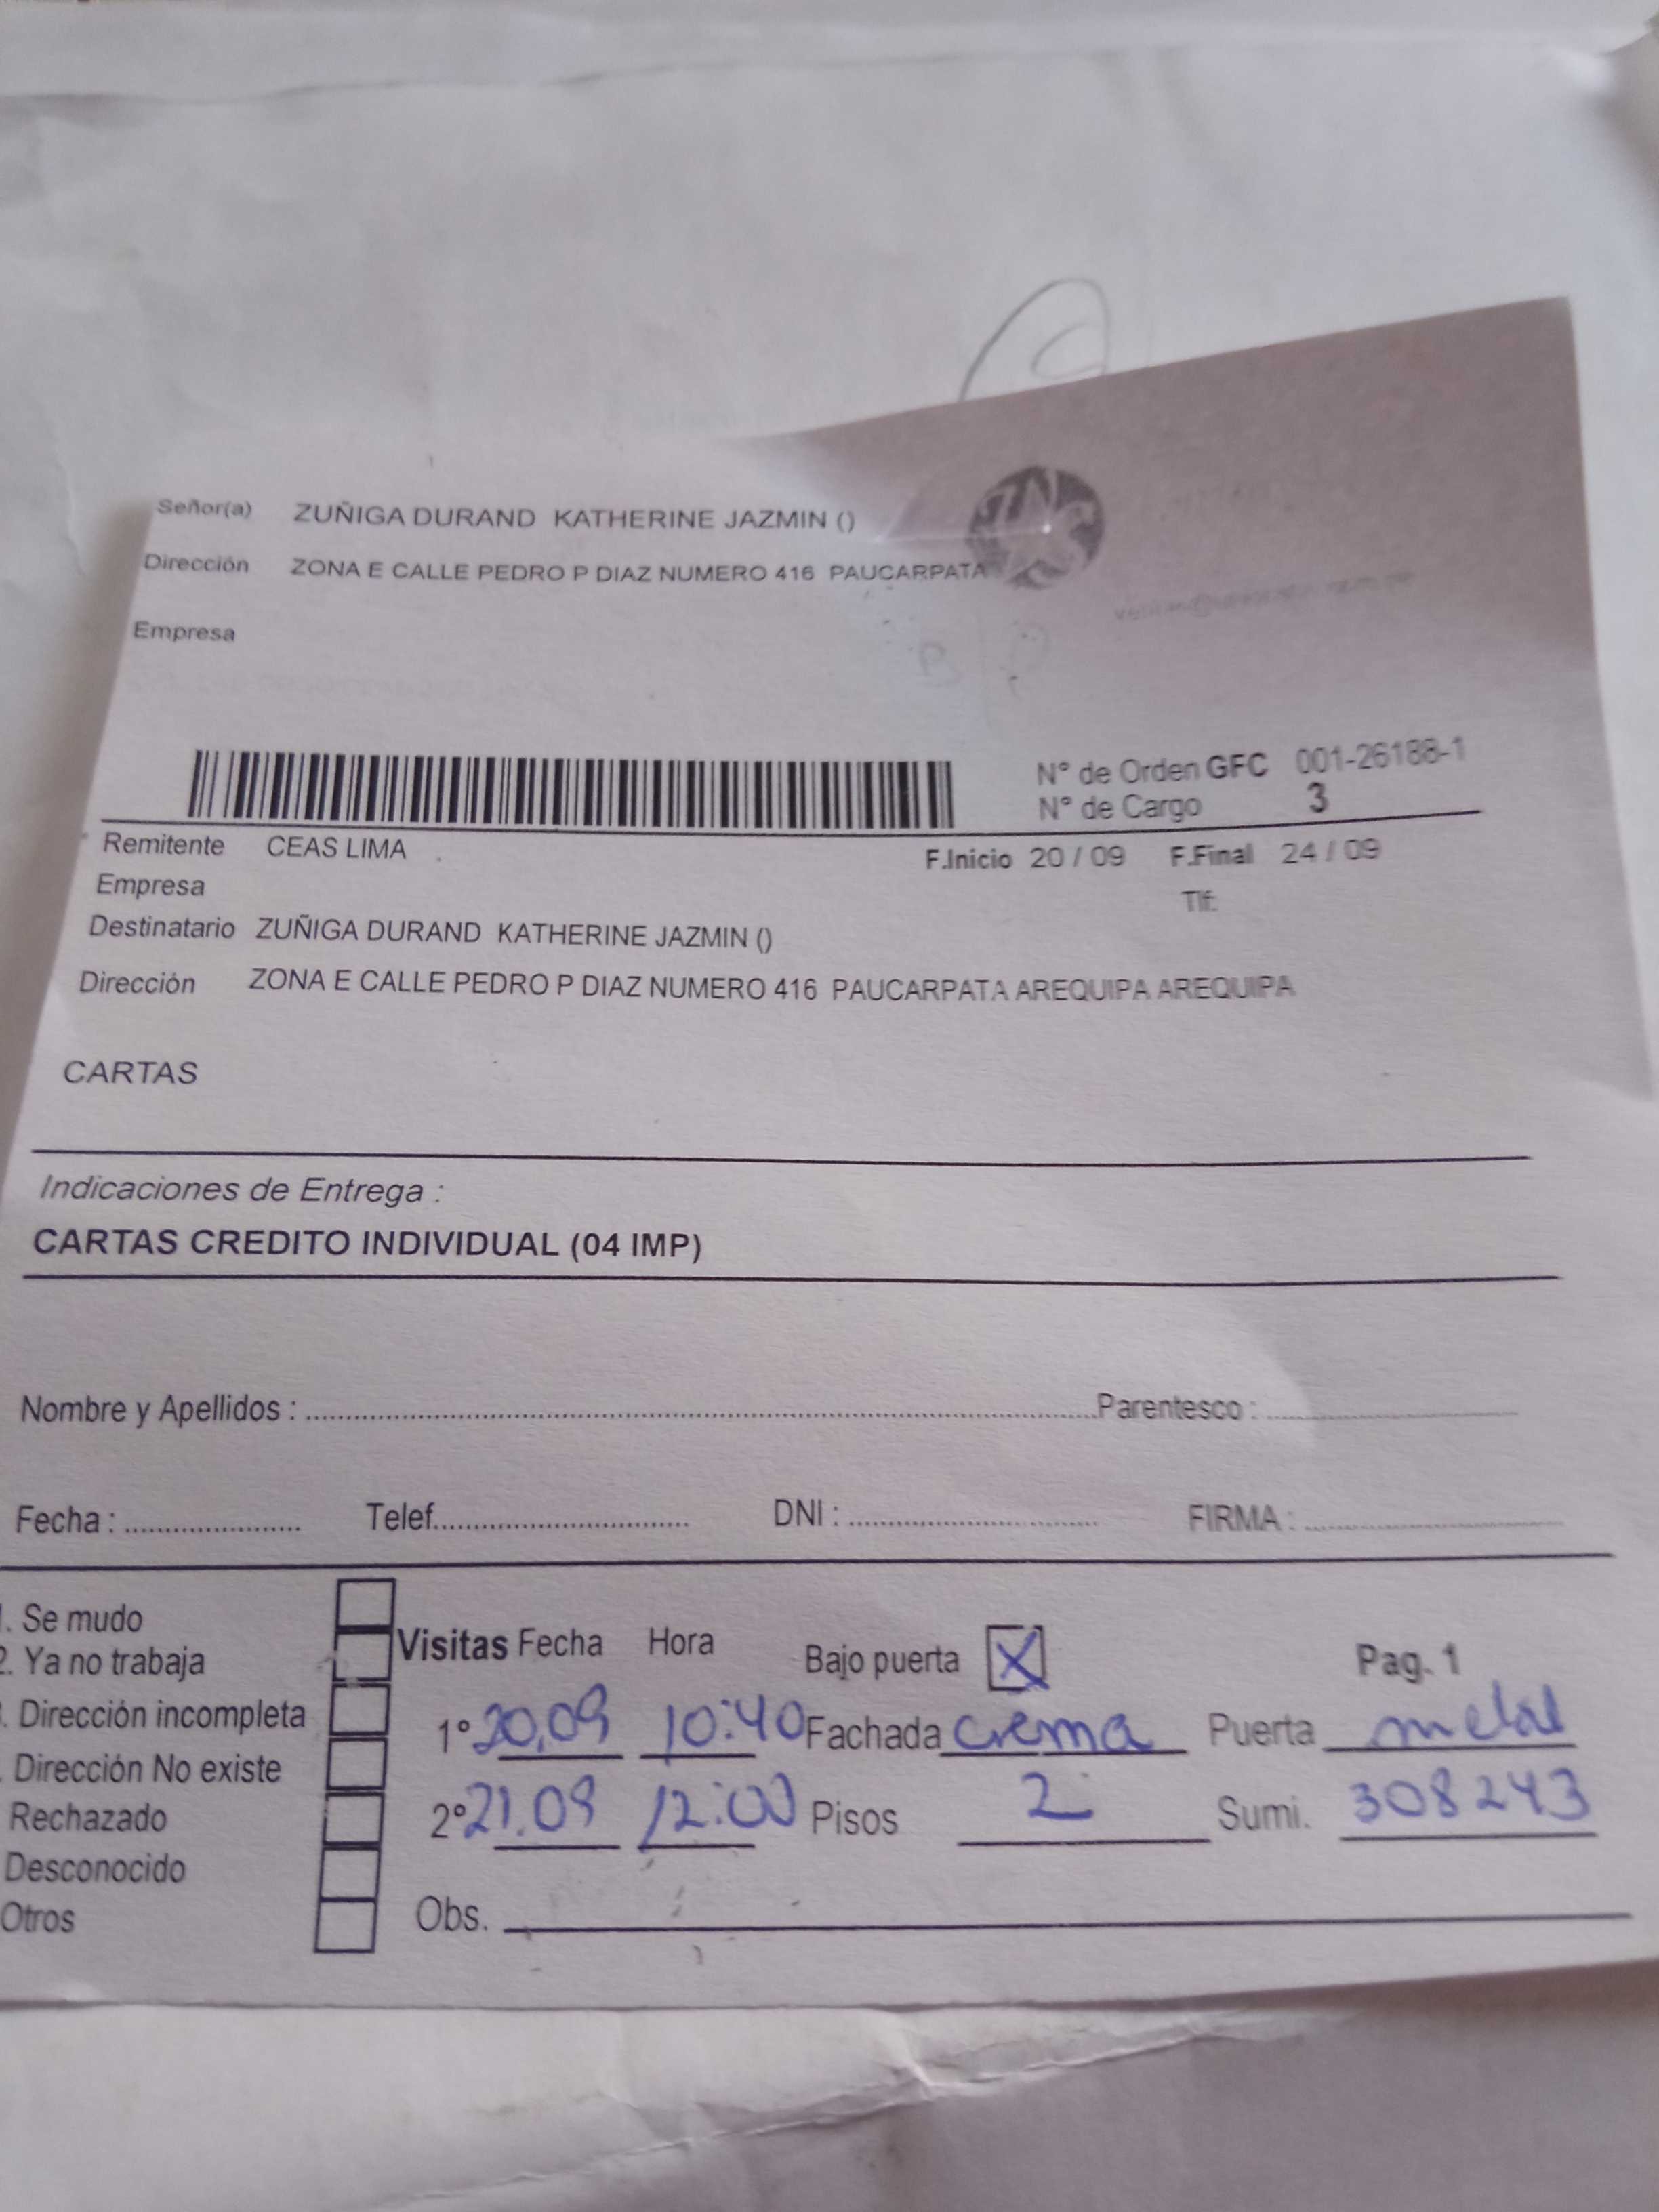 Señor(a) ZUÑIGA DURAND KATHERINE JAZMIN ()
Dirección ZONA E CALLE PEDRO P DIAZ NUMERO 416 PAUCARPATA
Empresa
N° de Orden GFC 001-26188-1
N° de Cargo 3
Remitente CEAS LIMA
F.Inicio 20 / 09 F.Final 24 / 09
Empresa
Tlf:
Destinatario ZUÑIGA DURAND KATHERINE JAZMIN ()
Dirección ZONA E CALLE PEDRO P DIAZ NUMERO 416 PAUCARPATA AREQUIPA AREQUIPA
CARTAS
Indicaciones de Entrega :
CARTAS CREDITO INDIVIDUAL (04 IMP)
Nombre y Apellidos : Parentesco :
Fecha : Telef. DNI : FIRMA :
1. Se mudo
2. Ya no trabaja
. Dirección incompleta
. Dirección No existe
Rechazado
Desconocido
Otros
Visitas Fecha Hora Bajo puerta X Pag. 1
1° 20.09 10:40 Fachada crema Puerta metal
2° 21.09 12:00 Pisos 2 Sumi. 308243
Obs.